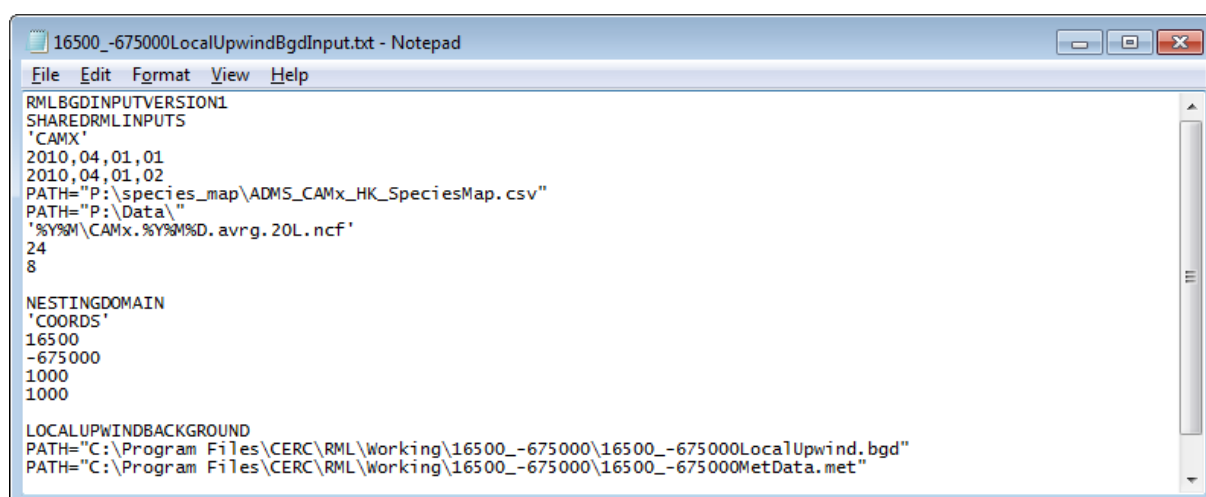 16500_-675000LocalUpwindBgdInput.txt - Notepad
File Edit Format View Help
RMLBGDINPUTVERSION1
SHAREDRMLINPUTS
'CAMX'
2010,04,01,01
2010,04,01,02
PATH="P:\species_map\ADMS_CAMx_HK_SpeciesMap.csv"
PATH="P:\Data\"
'%Y%M\CAMx.%Y%M%D.avrg.20L.ncf'
24
8
NESTINGDOMAIN
'COORDS'
16500
-675000
1000
1000
LOCALUPWINDBACKGROUND
PATH="C:\Program Files\CERC\RML\Working\16500_-675000\16500_-675000LocalUpwind.bgd"
PATH="C:\Program Files\CERC\RML\Working\16500_-675000\16500_-675000MetData.met"